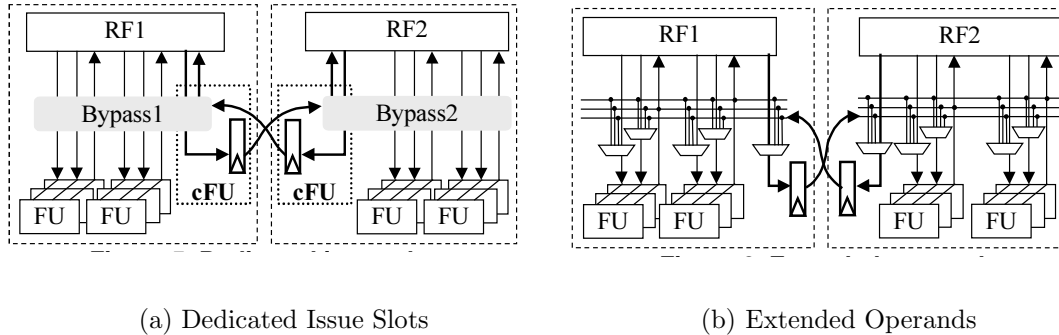 RF1
RF2
Bypass1
Bypass2
cFU
cFU
FU
FU
FU
FU
RF1
RF2
FU
FU
FU
FU
(a) Dedicated Issue Slots
(b) Extended Operands